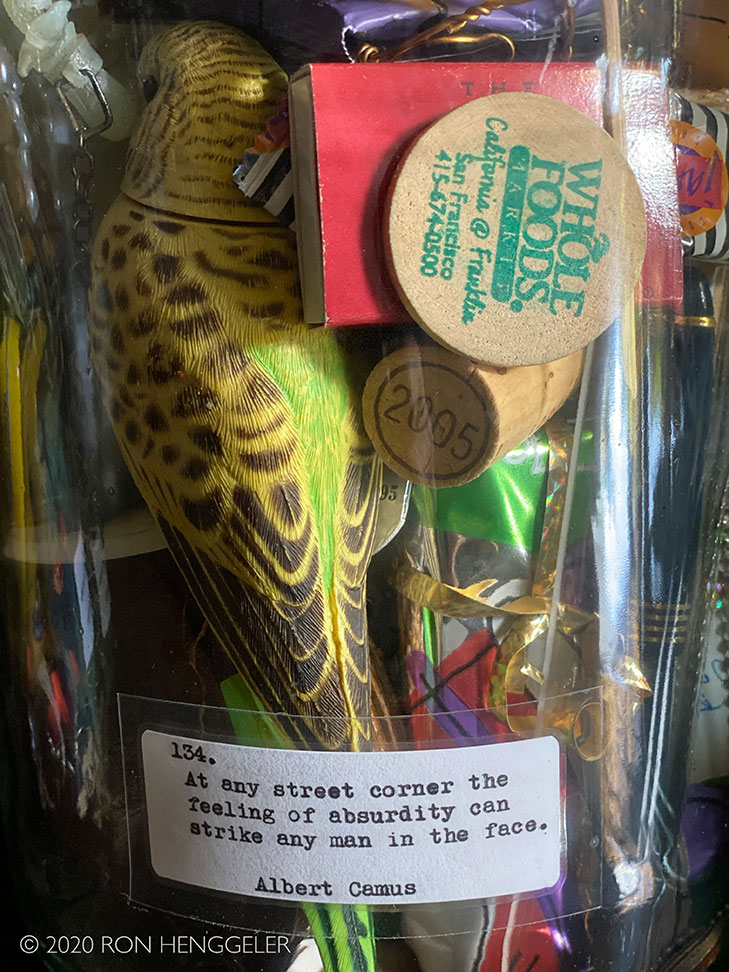 THE
WHOLE
FOODS®
MARKET
California @ Franklin
San Francisco
415-674-0500
2005
95
134.
At any street corner the
feeling of absurdity can
strike any man in the face.
Albert Camus
© 2020 RON HENGGELER